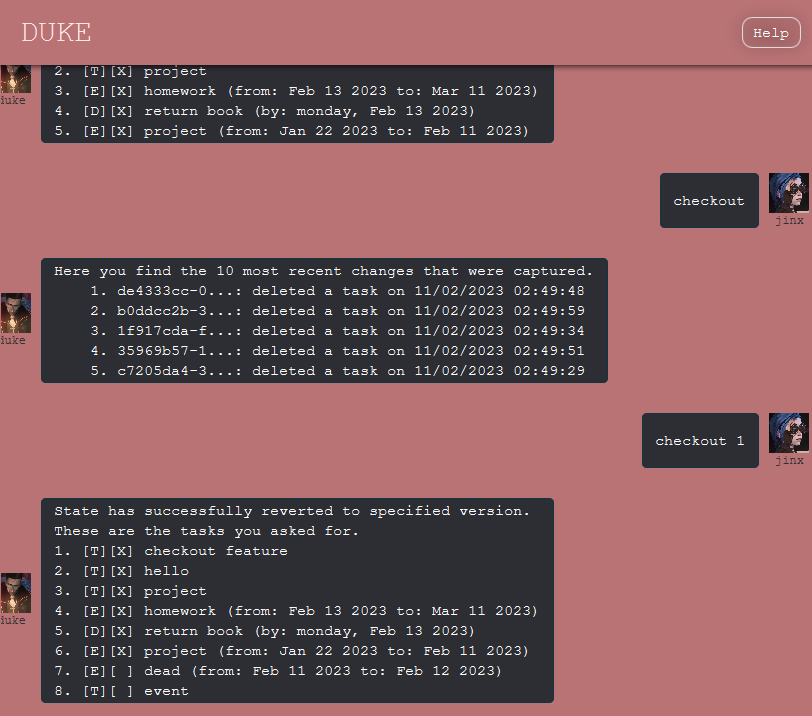 DUKE
Help
2. [T][X] project
3. [E][X] homework (from: Feb 13 2023 to: Mar 11 2023)
4. [D][X] return book (by: monday, Feb 13 2023)
5. [E][X] project (from: Jan 22 2023 to: Feb 11 2023)
iuke
checkout
jinx
Here you find the 10 most recent changes that were captured.
1. de4333cc-0...: deleted a task on 11/02/2023 02:49:48
2. b0ddcc2b-3...: deleted a task on 11/02/2023 02:49:59
3. 1f917cda-f...: deleted a task on 11/02/2023 02:49:34
4. 35969b57-1...: deleted a task on 11/02/2023 02:49:51
5. c7205da4-3...: deleted a task on 11/02/2023 02:49:29
iuke
checkout 1
jinx
State has successfully reverted to specified version.
These are the tasks you asked for.
1. [T][X] checkout feature
2. [T][X] hello
3. [T][X] project
4. [E][X] homework (from: Feb 13 2023 to: Mar 11 2023)
5. [D][X] return book (by: monday, Feb 13 2023)
6. [E][X] project (from: Jan 22 2023 to: Feb 11 2023)
7. [E][ ] dead (from: Feb 11 2023 to: Feb 12 2023)
8. [T][ ] event
iuke